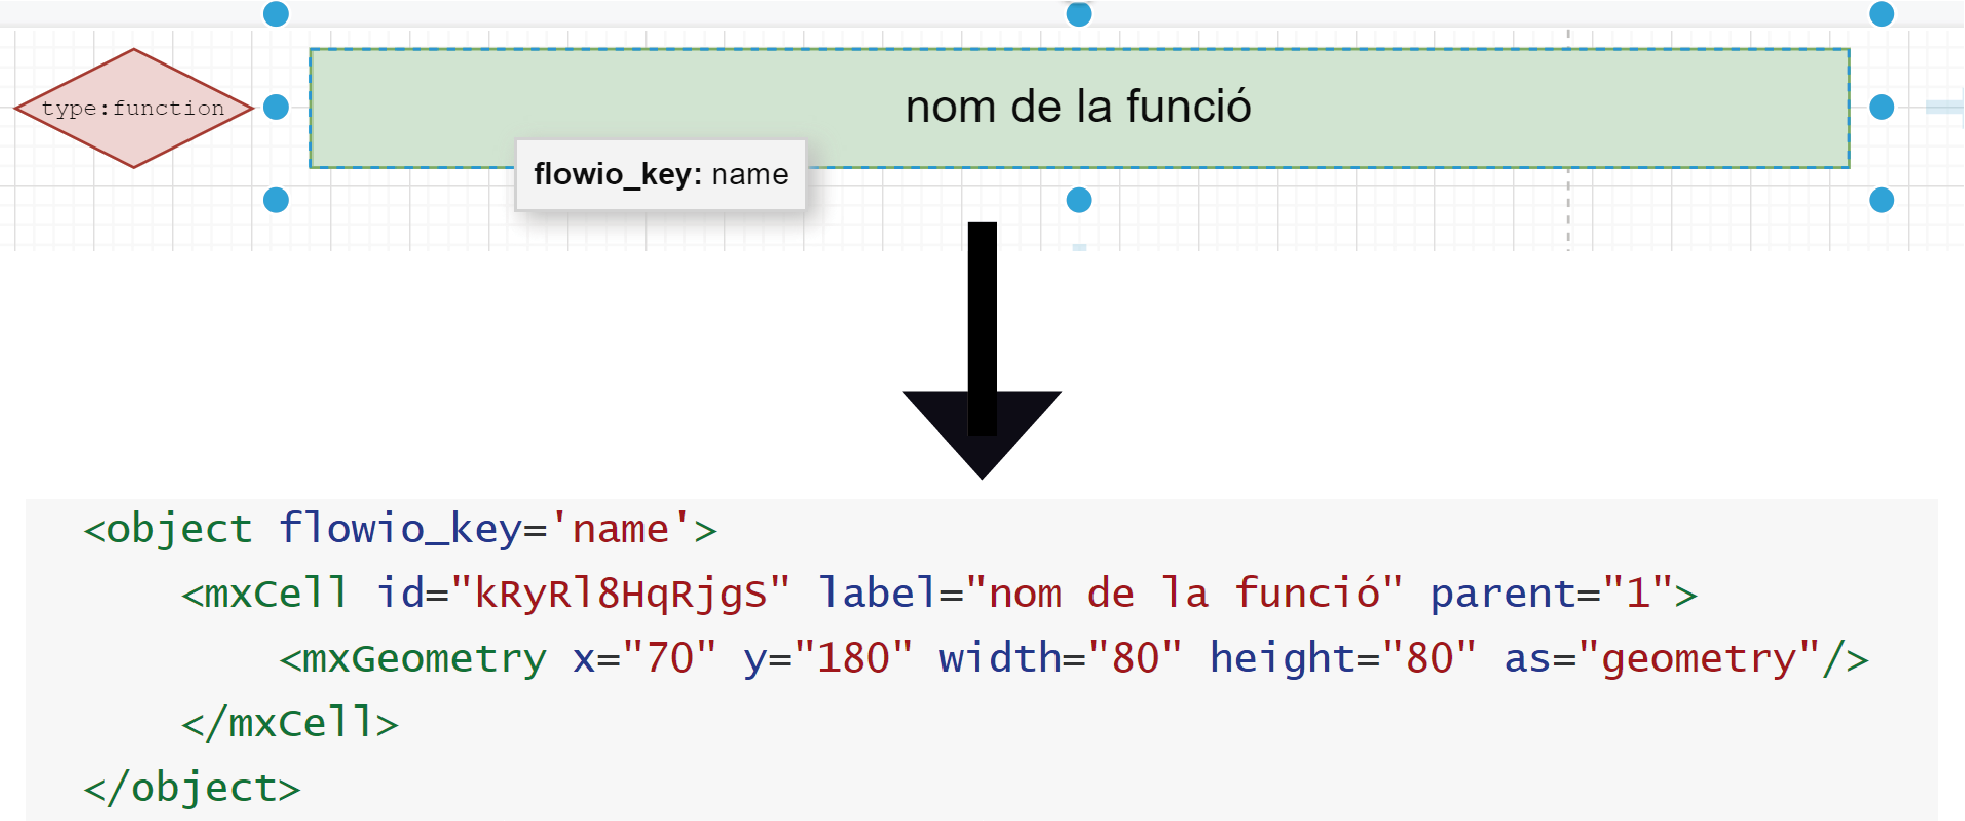 type:function
nom de la funció
flowio_key: name
<object flowio_key='name'>
<mxCell id="kRyRl8HqRjgS" label="nom de la funció" parent="1">
<mxGeometry x="70" y="180" width="80" height="80" as="geometry"/>
</mxCell>
</object>